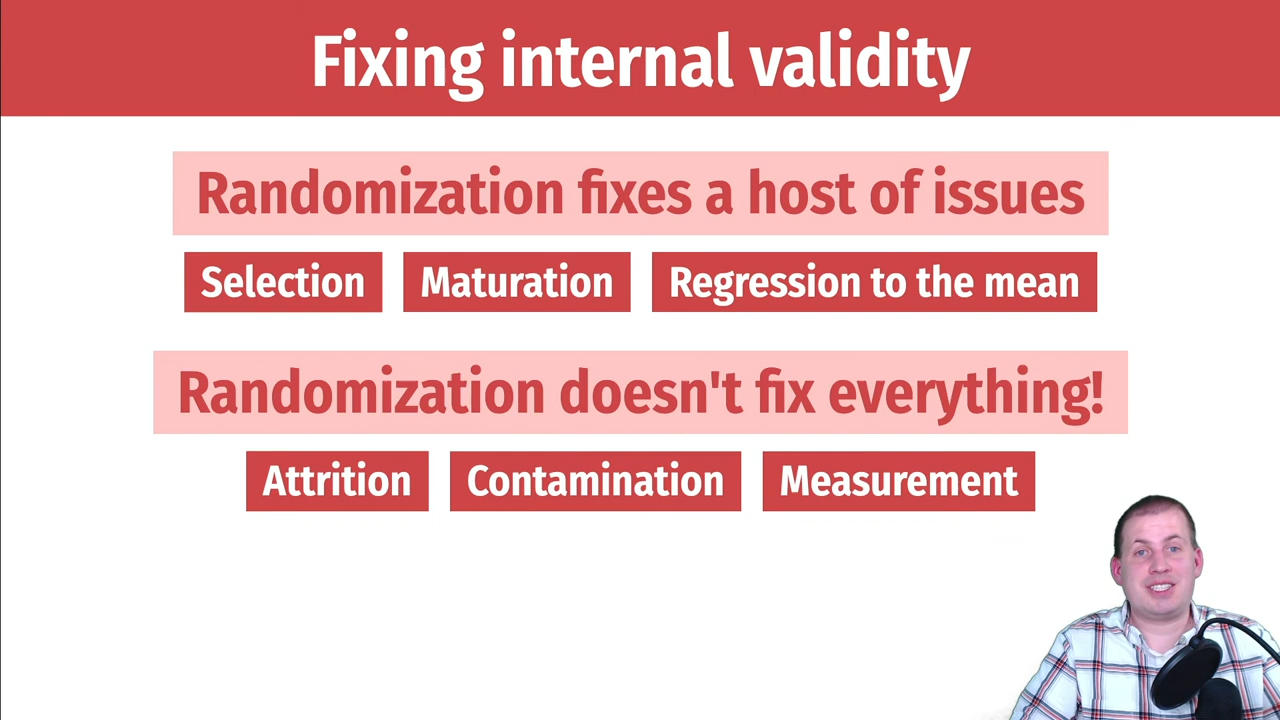 Fixing internal validity
Randomization fixes a host of issues
Selection Maturation Regression to the mean
Randomization doesn't fix everything!
Attrition Contamination Measurement